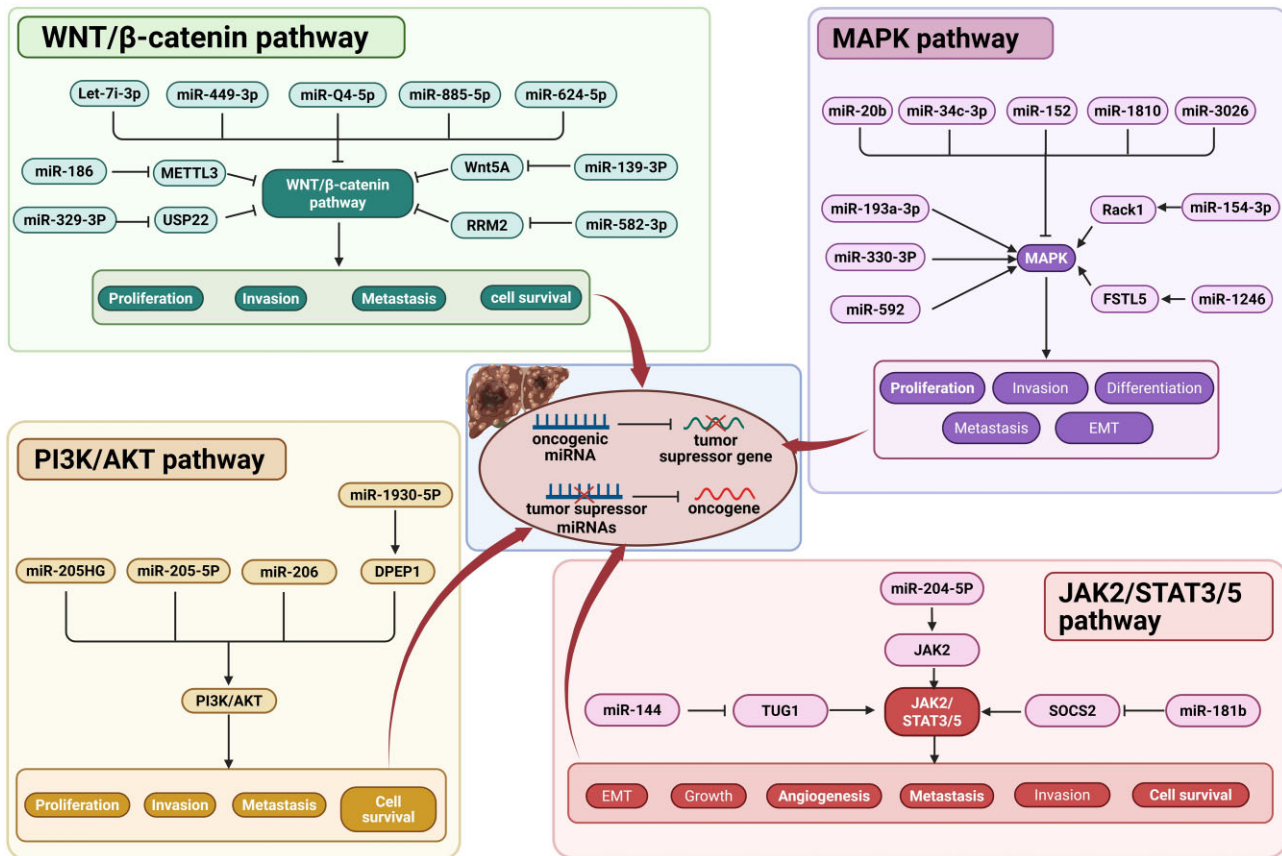 WNT/β-catenin pathway
Let-7i-3p
miR-449-3p
miR-Q4-5p
miR-885-5p
miR-624-5p
miR-186
METTL3
WNT/β-catenin
pathway
Wnt5A
miR-139-3P
miR-329-3P
USP22
RRM2
miR-582-3p
Proliferation
Invasion
Metastasis
cell survival
MAPK pathway
miR-20b
miR-34c-3p
miR-152
miR-1810
miR-3026
miR-193a-3p
Rack1
miR-154-3p
miR-330-3P
MAPK
miR-592
FSTL5
miR-1246
Proliferation
Invasion
Differentiation
Metastasis
EMT
oncogenic
miRNA
tumor
supressor gene
tumor supressor
miRNAs
oncogene
PI3K/AKT pathway
miR-1930-5P
miR-205HG
miR-205-5P
miR-206
DPEP1
PI3K/AKT
Proliferation
Invasion
Metastasis
Cell
survival
JAK2/STAT3/5
pathway
miR-204-5P
JAK2
miR-144
TUG1
JAK2/
STAT3/5
SOCS2
miR-181b
EMT
Growth
Angiogenesis
Metastasis
Invasion
Cell survival